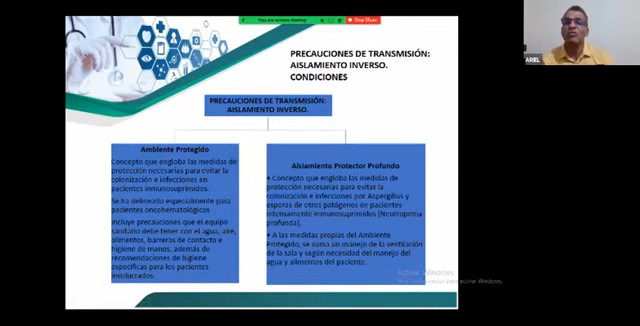 You are screen sharing
Stop Share
ARIEL
PRECAUCIONES DE TRANSMISIÓN:
AISLAMIENTO INVERSO.
CONDICIONES
PRECAUCIONES DE TRANSMISIÓN:
AISLAMIENTO INVERSO.
Ambiente Protegido
Concepto que engloba las medidas de
protección necesarias para evitar la
colonización e infecciones en
pacientes inmunosuprimidos.
Se ha delineado especialmente para
pacientes oncohematológicos
Incluye precauciones que el equipo
sanitario debe tener con el agua, aire,
alimentos, barreras de contacto e
higiene de manos, además de
recomendaciones de higiene
específicas para los pacientes
involucrados.
Aislamiento Protector Profundo
• Concepto que engloba las medidas de
protección necesarias para evitar la
colonización e infecciones por Aspergillus y
esporas de otros patógenos en pacientes
intensamente inmunosuprimidos (Neutropenia
profunda).
• A las medidas propias del Ambiente
Protegido, se suma un manejo de la ventilación
de la sala y según necesidad del manejo del
agua y alimentos del paciente.
Activar Windows
activar Windows.